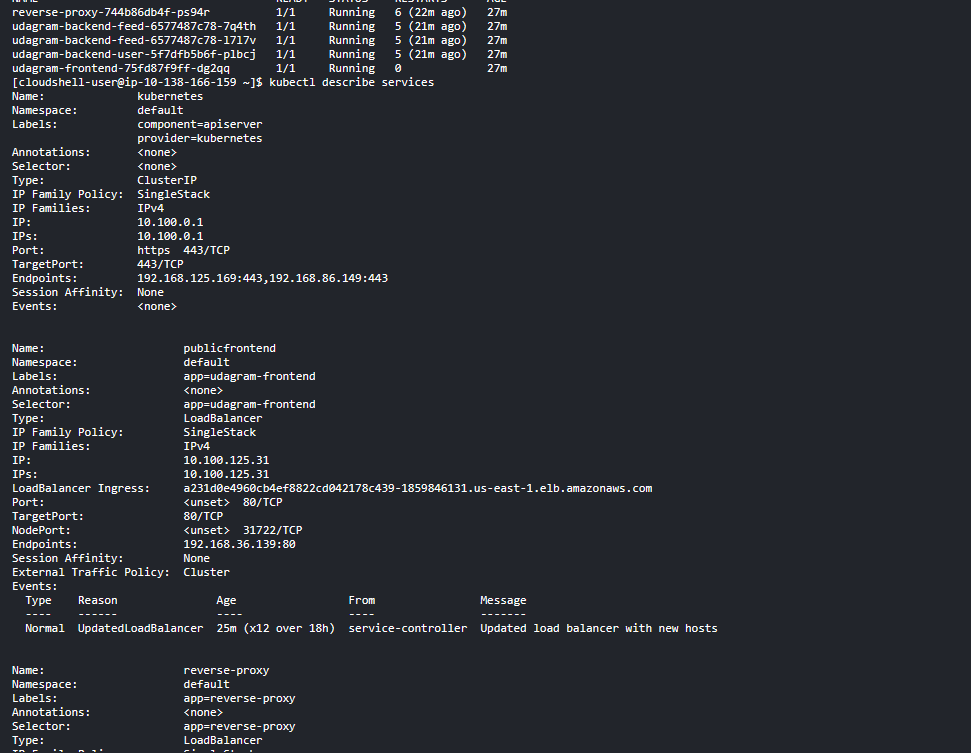 NAME READY STATUS RESTARTS AGE
reverse-proxy-744b86db4f-ps94r 1/1 Running 6 (22m ago) 27m
udagram-backend-feed-6577487c78-7q4th 1/1 Running 5 (21m ago) 27m
udagram-backend-feed-6577487c78-l7l7v 1/1 Running 5 (21m ago) 27m
udagram-backend-user-5f7dfb5b6f-plbcj 1/1 Running 5 (21m ago) 27m
udagram-frontend-75fd87f9ff-dg2qq 1/1 Running 0 27m
[cloudshell-user@ip-10-138-166-159 ~]$ kubectl describe services
Name: kubernetes
Namespace: default
Labels: component=apiserver
provider=kubernetes
Annotations: <none>
Selector: <none>
Type: ClusterIP
IP Family Policy: SingleStack
IP Families: IPv4
IP: 10.100.0.1
IPs: 10.100.0.1
Port: https 443/TCP
TargetPort: 443/TCP
Endpoints: 192.168.125.169:443,192.168.86.149:443
Session Affinity: None
Events: <none>
Name: publicfrontend
Namespace: default
Labels: app=udagram-frontend
Annotations: <none>
Selector: app=udagram-frontend
Type: LoadBalancer
IP Family Policy: SingleStack
IP Families: IPv4
IP: 10.100.125.31
IPs: 10.100.125.31
LoadBalancer Ingress: a231d0e4960cb4ef8822cd042178c439-1859846131.us-east-1.elb.amazonaws.com
Port: <unset> 80/TCP
TargetPort: 80/TCP
NodePort: <unset> 31722/TCP
Endpoints: 192.168.36.139:80
Session Affinity: None
External Traffic Policy: Cluster
Events:
Type Reason Age From Message
---- ------ ---- ---- -------
Normal UpdatedLoadBalancer 25m (x12 over 18h) service-controller Updated load balancer with new hosts
Name: reverse-proxy
Namespace: default
Labels: app=reverse-proxy
Annotations: <none>
Selector: app=reverse-proxy
Type: LoadBalancer
IP Family Policy: SingleStack